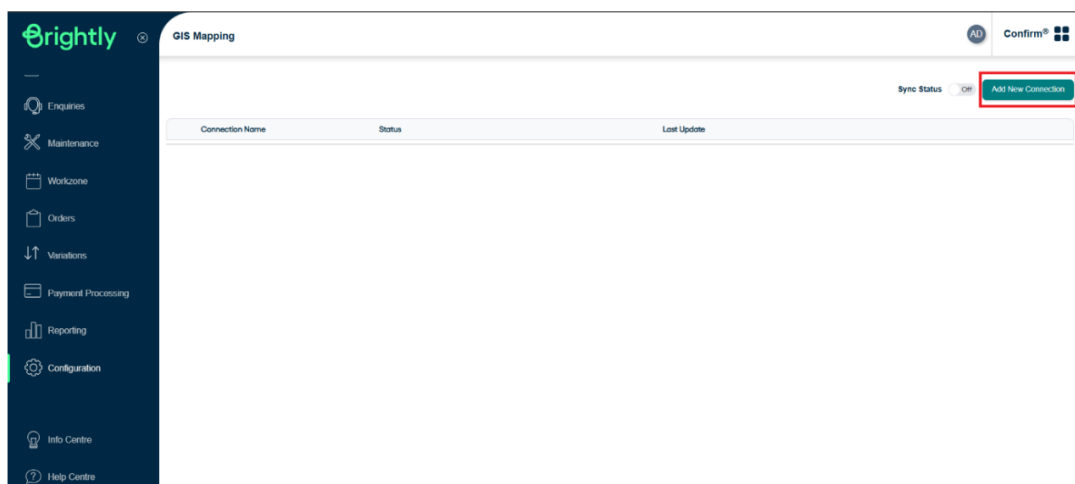 Brightly
GIS Mapping
AD
Confirm®
Enquiries
Maintenance
Workzone
Orders
Variations
Payment Processing
Reporting
Configuration
Info Centre
Help Centre
Sync Status Off Add New Connection
Connection Name Status Last Update